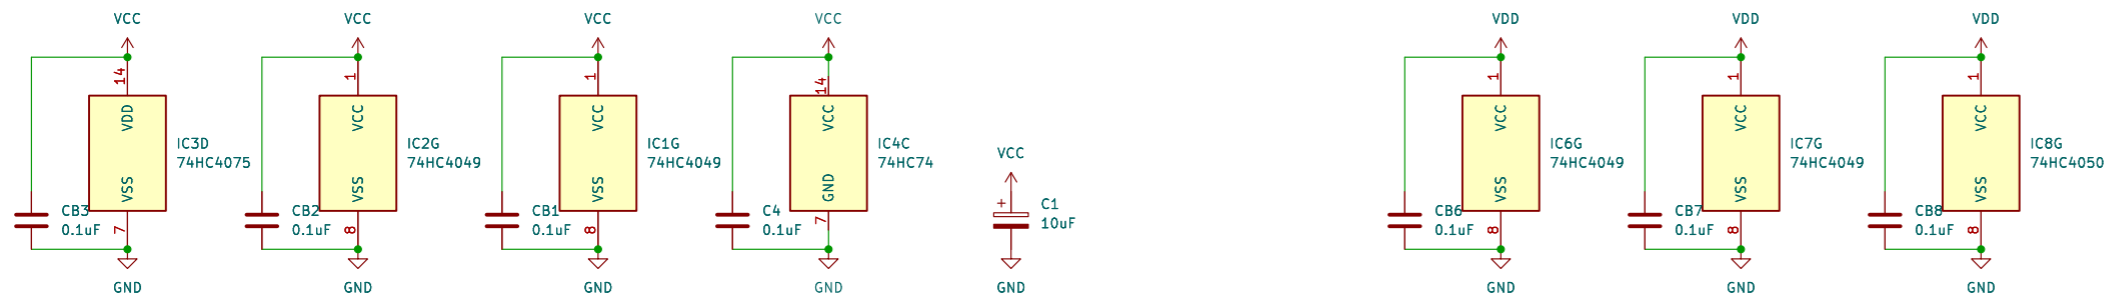 VCC
VCC
VCC
VCC
VDD
VDD
VDD
14
1
1
14
1
1
1
VDD
VCC
VCC
VCC
VCC
VCC
VCC
IC3D
74HC4075
IC2G
74HC4049
IC1G
74HC4049
IC4C
74HC74
IC6G
74HC4049
IC7G
74HC4049
IC8G
74HC4050
VCC
VSS
VSS
VSS
GND
VSS
VSS
VSS
CB3
0.1uF
CB2
0.1uF
CB1
0.1uF
C4
0.1uF
+
C1
10uF
CB6
0.1uF
CB7
0.1uF
CB8
0.1uF
7
8
8
7
8
8
8
GND
GND
GND
GND
GND
GND
GND
GND